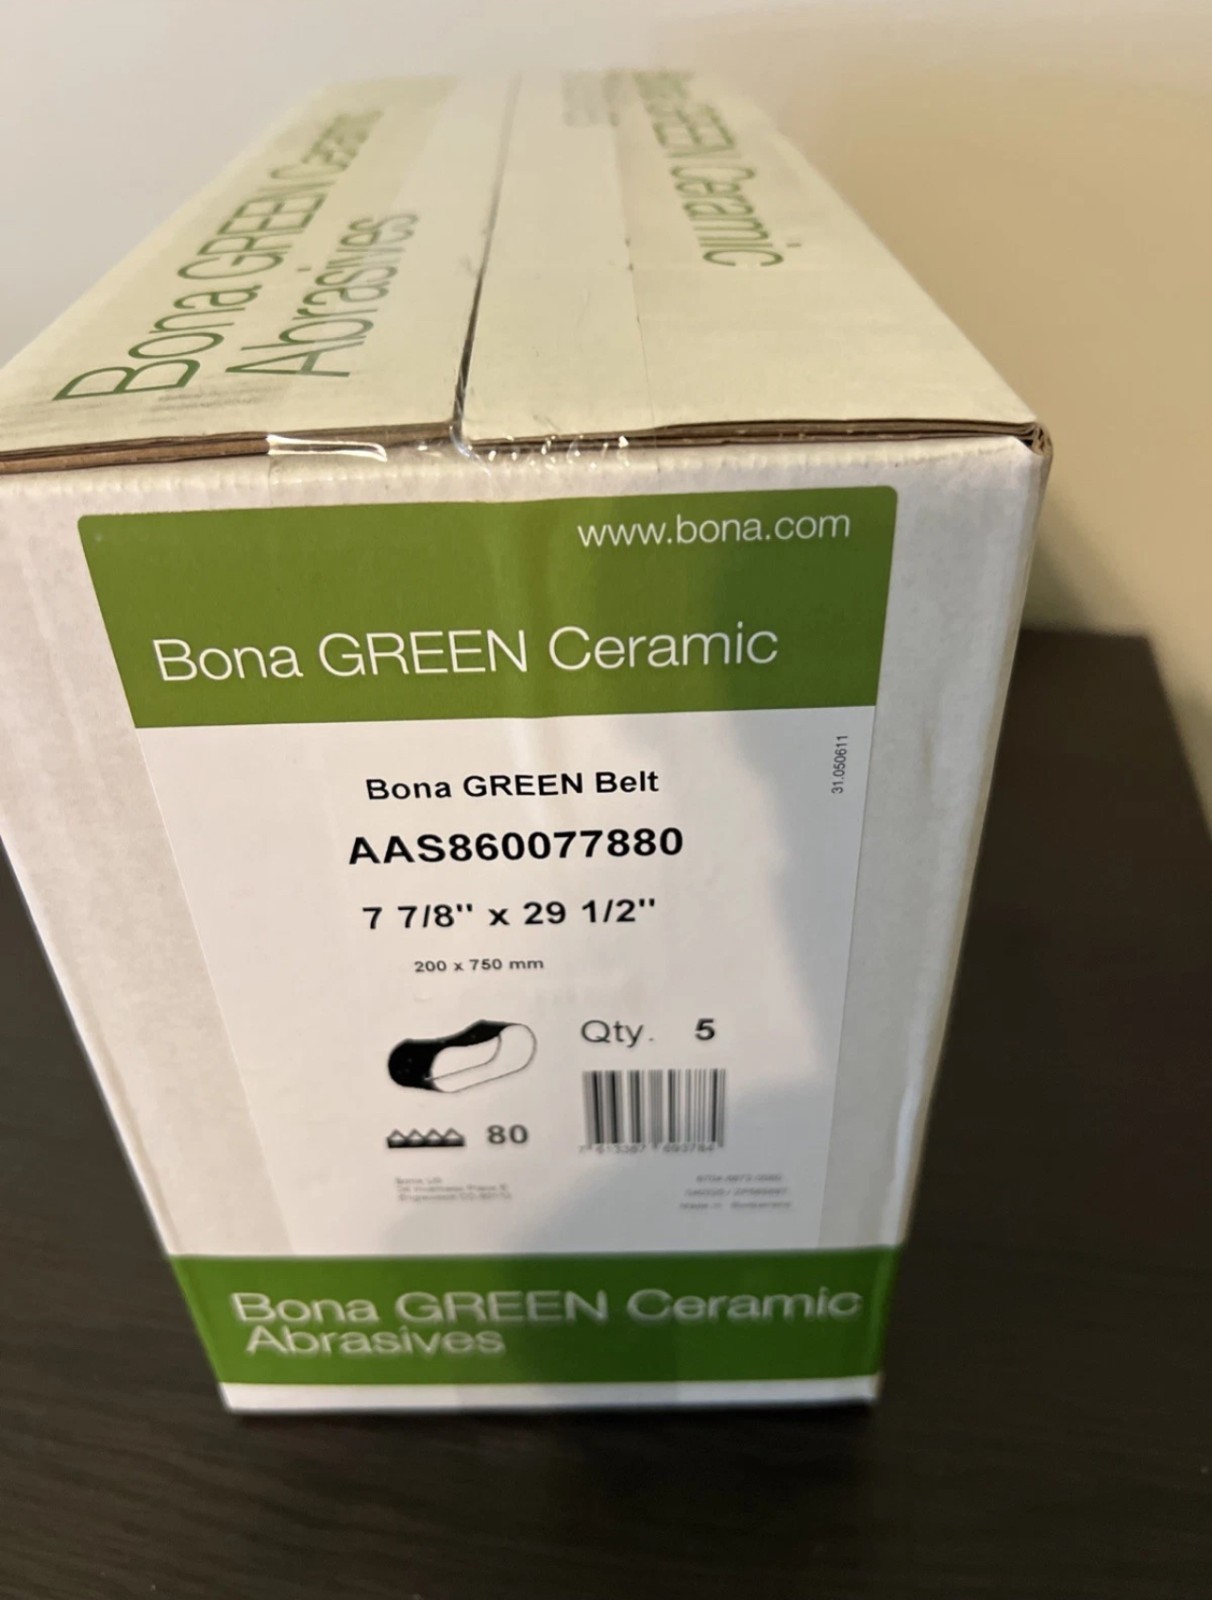 Bona GREEN Ceramic
Abrasives
GREEN Ceramic
www.bona.com
Bona GREEN Ceramic
31.050611
Bona GREEN Belt
AAS860077880
7 7/8'' x 29 1/2''
200 x 750 mm
Qty. 5
80
Bona GREEN Ceramic
Abrasives